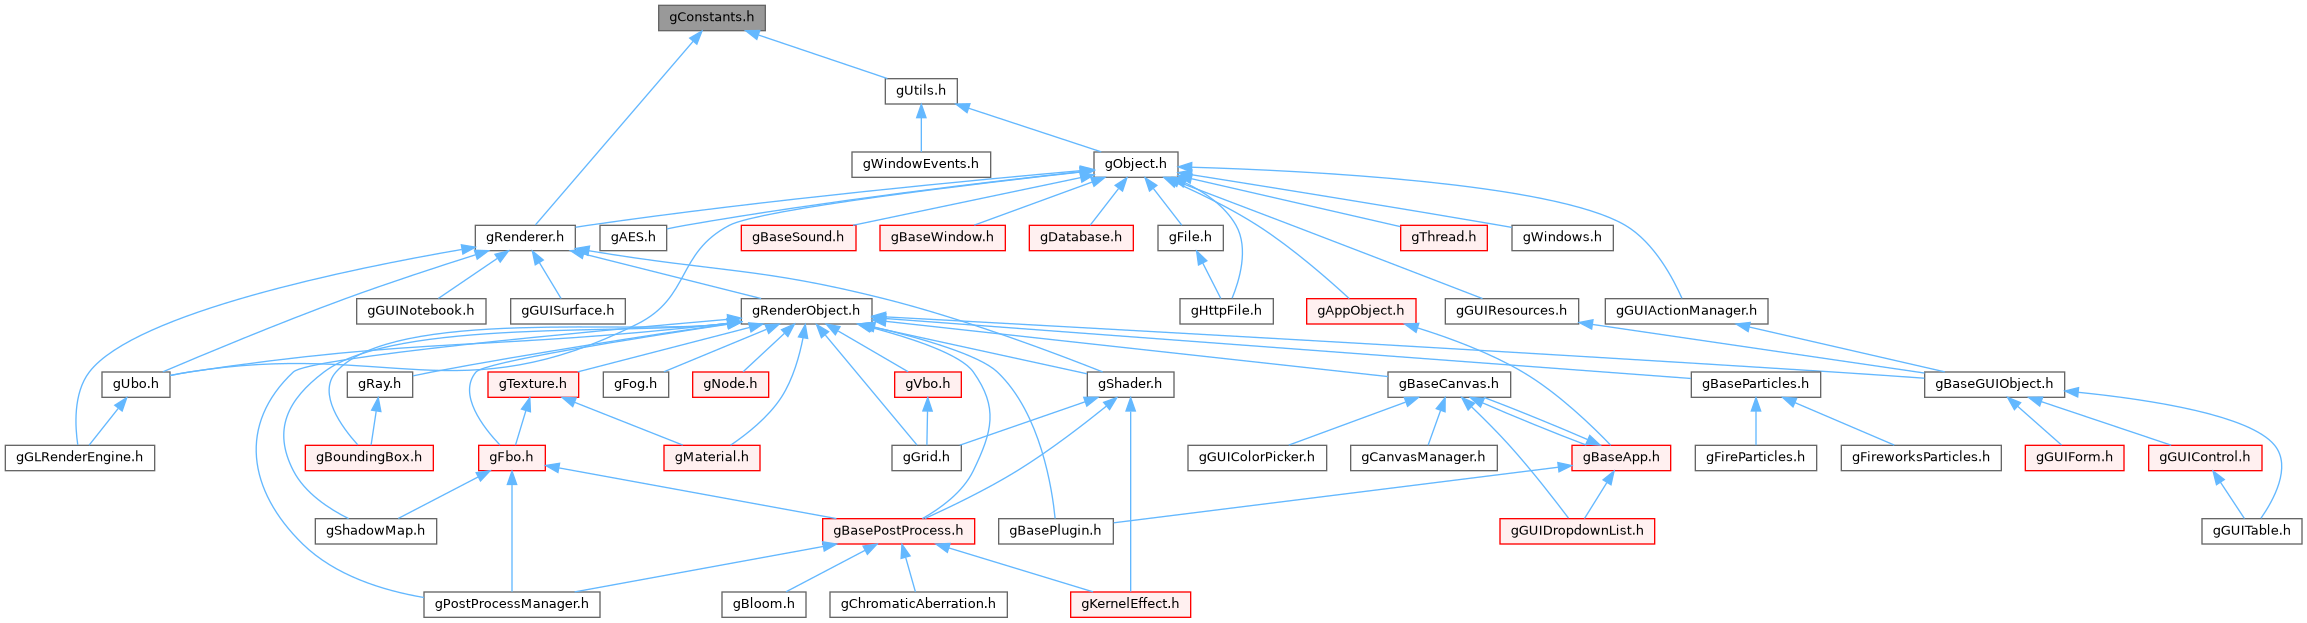 gConstants.h
gUtils.h
gWindowEvents.h
gObject.h
gRenderer.h
gAES.h
gBaseSound.h
gBaseWindow.h
gDatabase.h
gFile.h
gThread.h
gWindows.h
gGUINotebook.h
gGUISurface.h
gRenderObject.h
gHttpFile.h
gAppObject.h
gGUIResources.h
gGUIActionManager.h
gUbo.h
gRay.h
gTexture.h
gFog.h
gNode.h
gVbo.h
gShader.h
gBaseCanvas.h
gBaseParticles.h
gBaseGUIObject.h
gGLRenderEngine.h
gBoundingBox.h
gFbo.h
gMaterial.h
gGrid.h
gGUIColorPicker.h
gCanvasManager.h
gBaseApp.h
gFireParticles.h
gFireworksParticles.h
gGUIForm.h
gGUIControl.h
gShadowMap.h
gBasePostProcess.h
gBasePlugin.h
gGUIDropdownList.h
gGUITable.h
gPostProcessManager.h
gBloom.h
gChromaticAberration.h
gKernelEffect.h